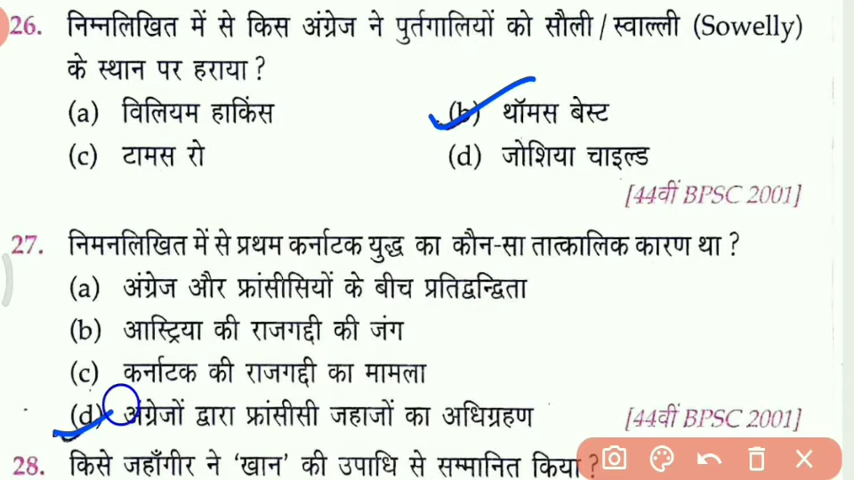 26. निम्नलिखित में से किस अंग्रेज ने पुर्तगालियों को सौली / स्वाल्ली (Sowelly)
के स्थान पर हराया ?
(a) विलियम हाकिंस (b) थॉमस बेस्ट
(c) टामस रो (d) जोशिया चाइल्ड
[44वीं BPSC 2001]
27. निमनलिखित में से प्रथम कर्नाटक युद्ध का कौन-सा तात्कालिक कारण था ?
(a) अंग्रेज और फ्रांसीसियों के बीच प्रतिद्वन्द्विता
(b) आस्ट्रिया की राजगद्दी की जंग
(c) कर्नाटक की राजगद्दी का मामला
(d) अंग्रेजों द्वारा फ्रांसीसी जहाजों का अधिग्रहण [44वीं BPSC 2001]
28. किसे जहाँगीर ने ‘खान’ की उपाधि से सम्मानित किया ?